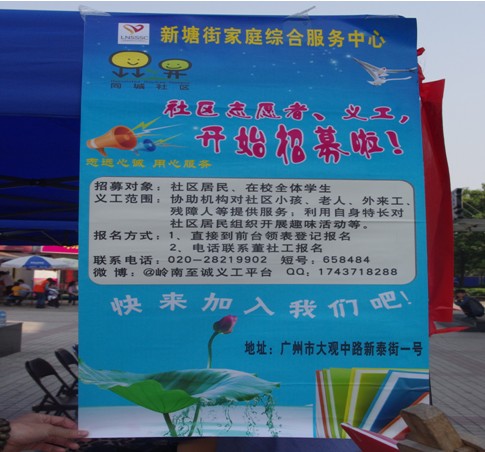 LNSSSC
新塘街家庭综合服务中心
社区
社区志愿者、义工,
开始招募啦!
志远心诚 用心服务
招募对象：社区居民、在校全体学生
义工范围：协助机构对社区小孩、老人、外来工、
残障人等提供服务；利用自身特长对
社区居民组织开展趣味活动等。
报名方式：1、直接到前台领表登记报名
2、电话联系董社工报名
联系电话：020-28219902 短号：658484
微 博：@岭南至诚义工平台 QQ：1743718288
快来加入我们吧!
地址：广州市大观中路新泰街一号